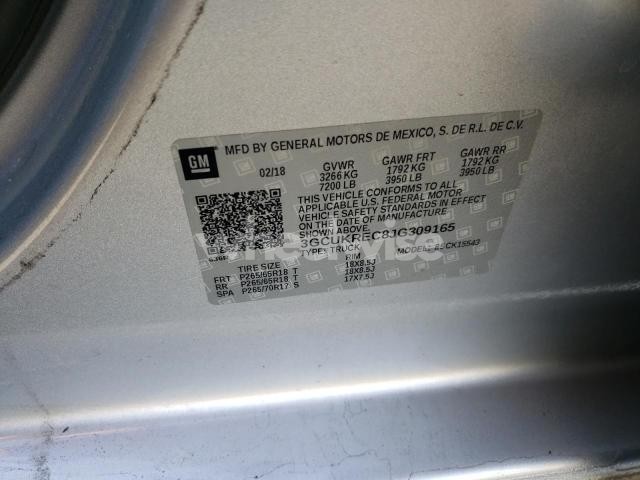 GM
MFD BY GENERAL MOTORS DE MEXICO, S. DE R.L. DE C.V.
02/18 GVWR GAWR FRT GAWR RR
3266 KG 1792 KG 1792 KG
7200 LB 3950 LB 3950 LB
THIS VEHICLE CONFORMS TO ALL
APPLICABLE U.S. FEDERAL MOTOR
VEHICLE SAFETY STANDARDS IN EFFECT
ON THE DATE OF MANUFACTURE
SHOWN ABOVE.
3GCUKREC8JG309165
TYPE: TRUCK MODEL:
TIRE SIZE RIM
FRT P265/65R18 T 18X8.5J
RR P265/65R18 T 18X8.5J
SPA P265/70R17 S 17X7.5J